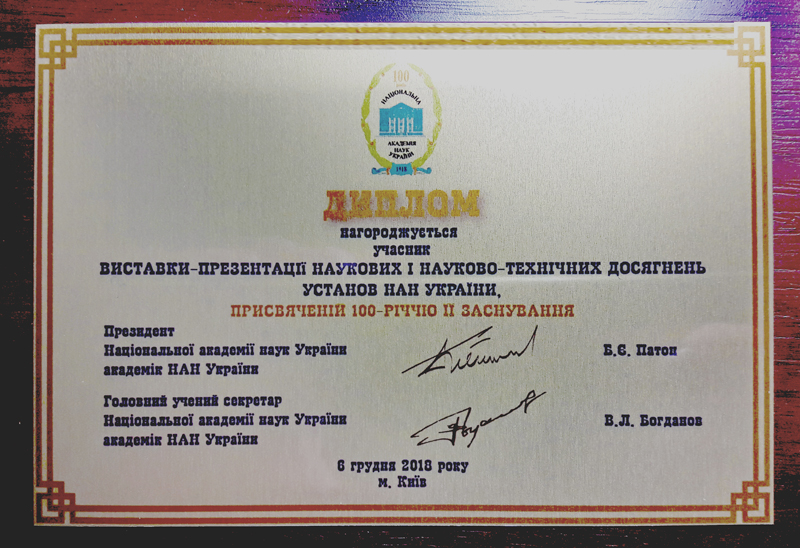 100
НАЦІОНАЛЬНА
АКАДЕМІЯ
НАУК
УКРАЇНИ
1918
ДИПЛОМ
нагороджується
учасник
ВИСТАВКИ-ПРЕЗЕНТАЦІЇ НАУКОВИХ І НАУКОВО-ТЕХНІЧНИХ ДОСЯГНЕНЬ
УСТАНОВ НАН УКРАЇНИ,
ПРИСВЯЧЕНІЙ 100-РІЧЧЮ ЇЇ ЗАСНУВАННЯ
Президент
Національної академії наук України
академік НАН України
Б.Є. Патон
Головний учений секретар
Національної академії наук України
академік НАН України
В.Л. Богданов
6 грудня 2018 року
м. Київ